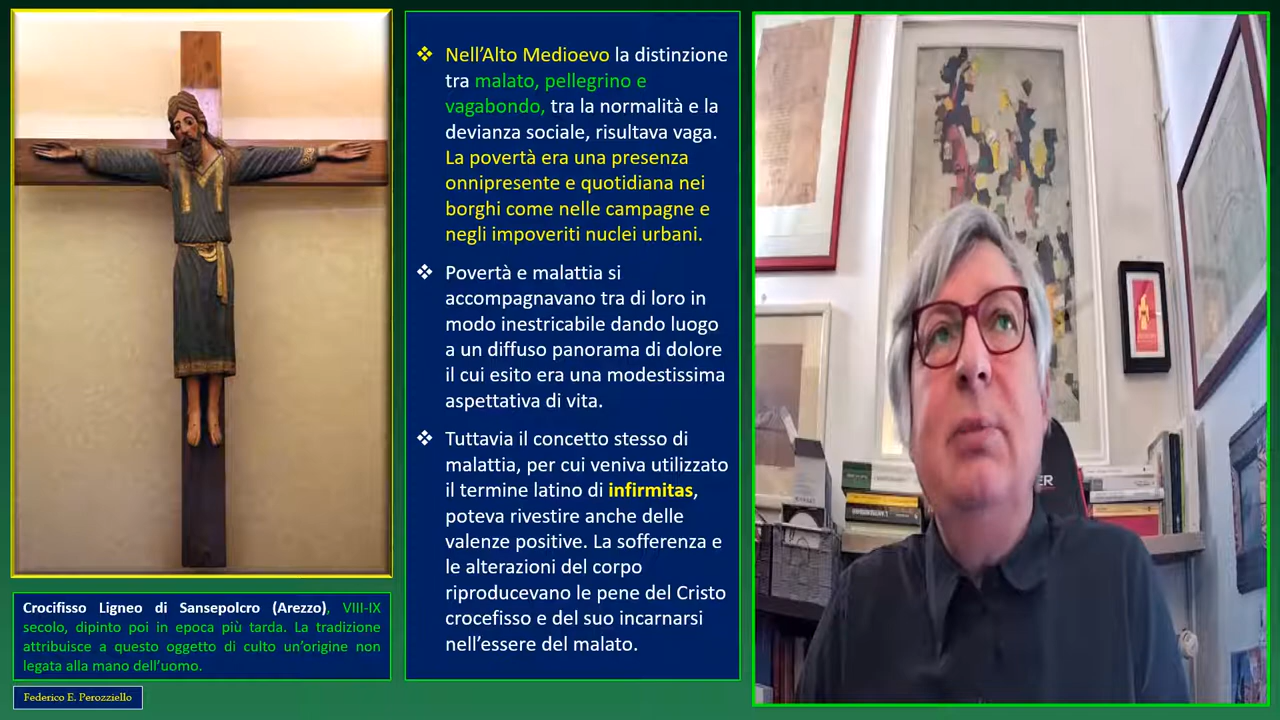 Nell'Alto Medioevo la distinzione
tra malato, pellegrino e
vagabondo, tra la normalità e la
devianza sociale, risultava vaga.
La povertà era una presenza
onnipresente e quotidiana nei
borghi come nelle campagne e
negli impoveriti nuclei urbani.
Povertà e malattia si
accompagnavano tra di loro in
modo inestricabile dando luogo
a un diffuso panorama di dolore
il cui esito era una modestissima
aspettativa di vita.
Tuttavia il concetto stesso di
malattia, per cui veniva utilizzato
il termine latino di infirmitas,
poteva rivestire anche delle
valenze positive. La sofferenza e
le alterazioni del corpo
riproducevano le pene del Cristo
crocefisso e del suo incarnarsi
nell'essere del malato.
Crocifisso Ligneo di Sansepolcro (Arezzo), VIII-IX
secolo, dipinto poi in epoca più tarda. La tradizione
attribuisce a questo oggetto di culto un'origine non
legata alla mano dell'uomo.
Federico E. Perozziello
ER